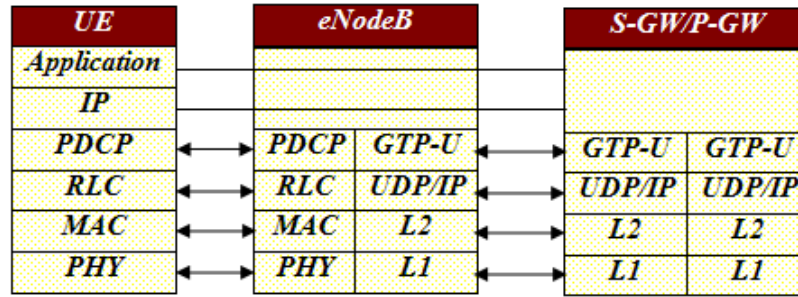 UE eNodeB S-GW/P-GW
Application
IP
PDCP PDCP GTP-U GTP-U GTP-U
RLC RLC UDP/IP UDP/IP UDP/IP
MAC MAC L2 L2 L2
PHY PHY L1 L1 L1